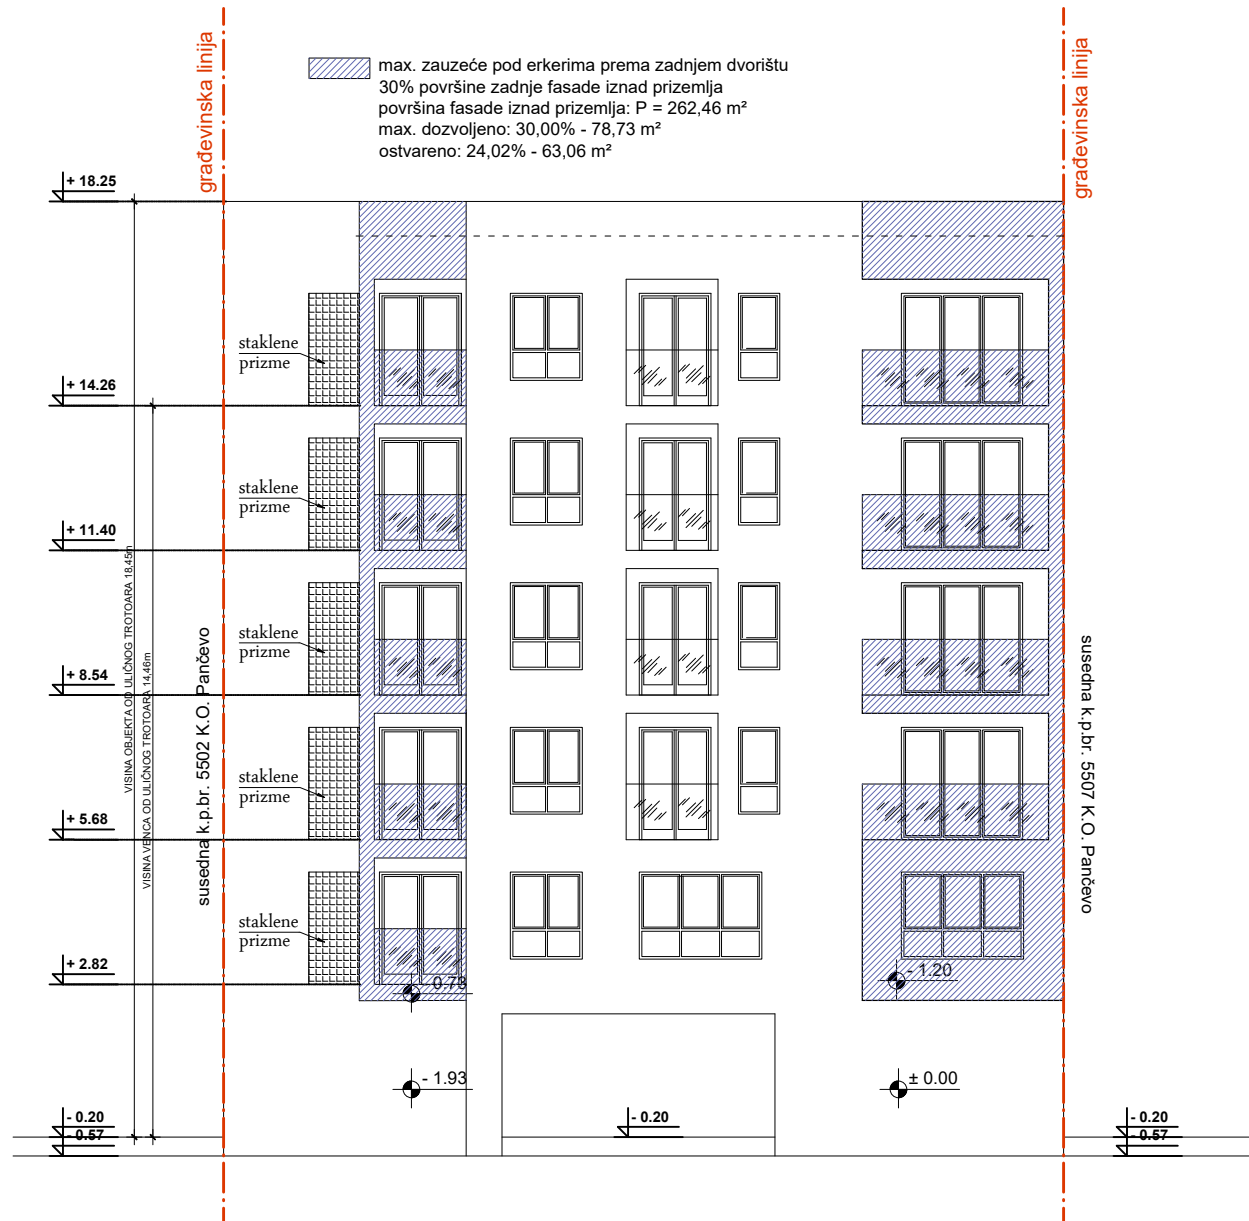 građevinska linija
građevinska linija
max. zauzeće pod erkerima prema zadnjem dvorištu
30% površine zadnje fasade iznad prizemlja
površina fasade iznad prizemlja: P = 262,46 m²
max. dozvoljeno: 30,00% - 78,73 m²
ostvareno: 24,02% - 63,06 m²
+ 18.25
staklene
prizme
+ 14.26
staklene
prizme
+ 11.40
VISINA OBJEKTA OD ULIČNOG TROTOARA 18,45m
VISINA VENCA OD ULIČNOG TROTOARA 14,46m
susedna k.p.br. 5502 K.O. Pančevo
staklene
prizme
susedna k.p.br. 5507 K.O. Pančevo
+ 8.54
staklene
prizme
+ 5.68
staklene
prizme
+ 2.82
- 0.73
- 1.20
- 1.93
± 0.00
- 0.20
- 0.57
- 0.20
- 0.20
- 0.57